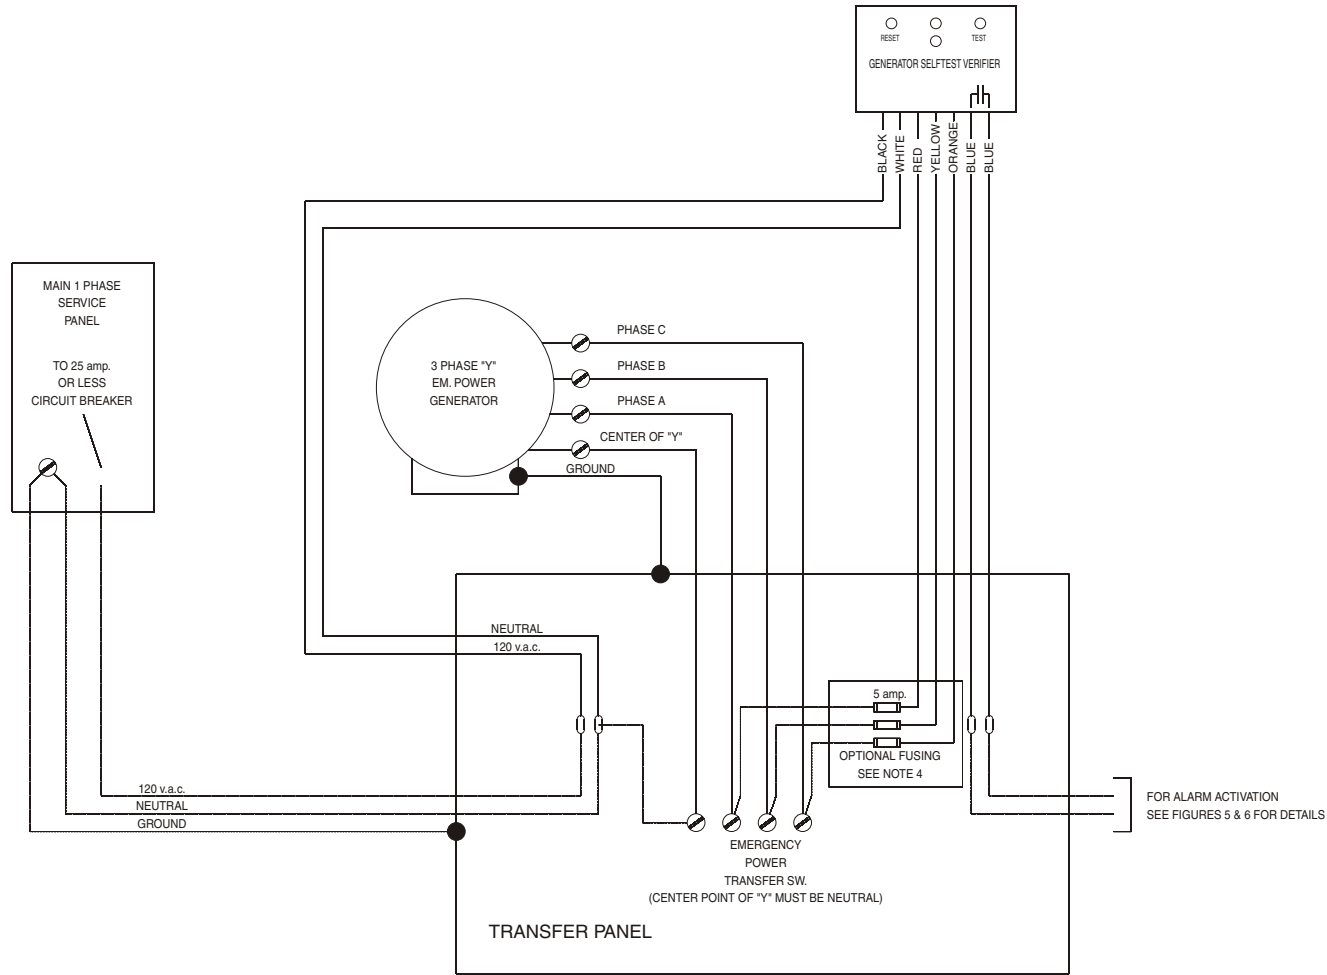 RESET
TEST
GENERATOR SELFTEST VERIFIER
BLACK
WHITE
RED
YELLOW
ORANGE
BLUE
BLUE
MAIN 1 PHASE
SERVICE
PANEL
TO 25 amp.
OR LESS
CIRCUIT BREAKER
3 PHASE "Y"
EM. POWER
GENERATOR
PHASE C
PHASE B
PHASE A
CENTER OF "Y"
GROUND
NEUTRAL
120 v.a.c.
5 amp.
OPTIONAL FUSING
SEE NOTE 4
120 v.a.c.
NEUTRAL
GROUND
FOR ALARM ACTIVATION
SEE FIGURES 5 & 6 FOR DETAILS
EMERGENCY
POWER
TRANSFER SW.
(CENTER POINT OF "Y" MUST BE NEUTRAL)
TRANSFER PANEL